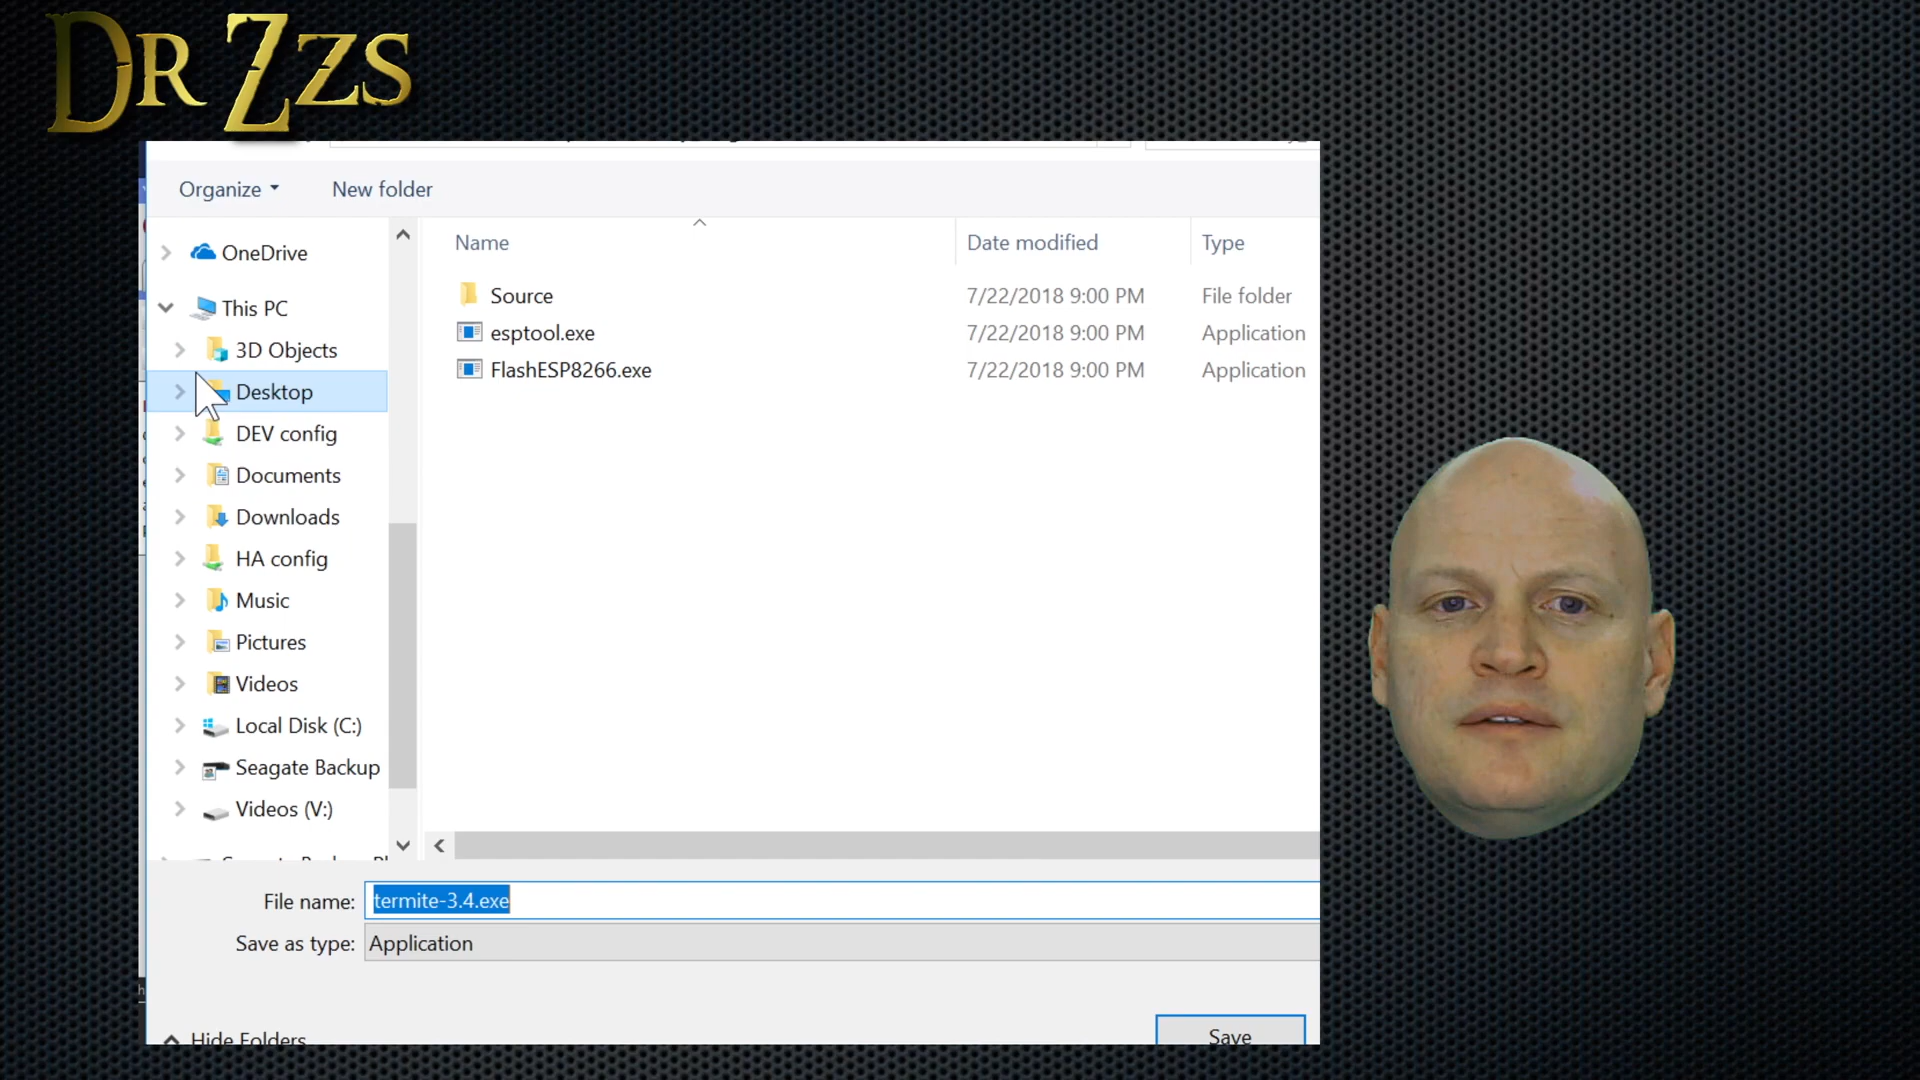 DR ZZS
Organize
New folder
Name
Date modified
Type
OneDrive
This PC
3D Objects
Desktop
DEV config
Documents
Downloads
HA config
Music
Pictures
Videos
Local Disk (C:)
Seagate Backup
Videos (V:)
Source
7/22/2018 9:00 PM
File folder
esptool.exe
7/22/2018 9:00 PM
Application
FlashESP8266.exe
7/22/2018 9:00 PM
Application
File name:
termite-3.4.exe
Save as type:
Application
Hide Folders
Save